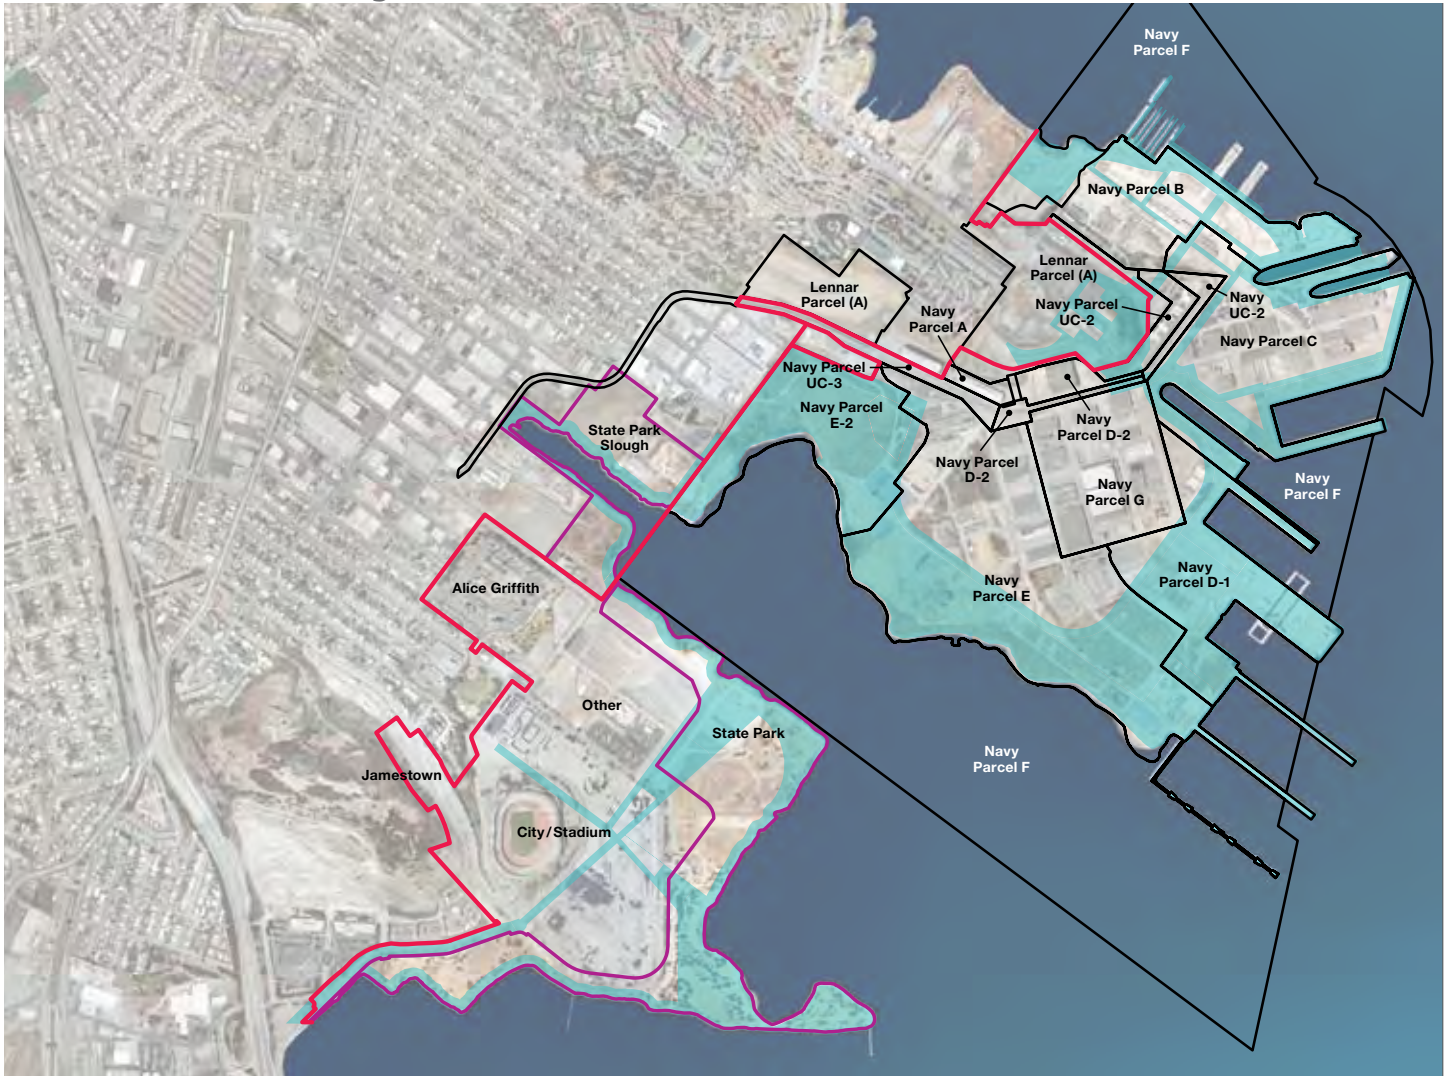 Navy
Parcel F
Navy Parcel B
Lennar
Parcel (A)
Lennar
Parcel (A)
Navy
Parcel A
Navy Parcel
UC-2
Navy
UC-2
Navy Parcel C
Navy Parcel
UC-3
Navy Parcel
E-2
Navy
Parcel D-2
State Park
Slough
Navy Parcel
D-2
Navy
Parcel G
Navy
Parcel F
Alice Griffith
Navy
Parcel E
Navy
Parcel D-1
Other
State Park
Navy
Parcel F
Jamestown
City/Stadium